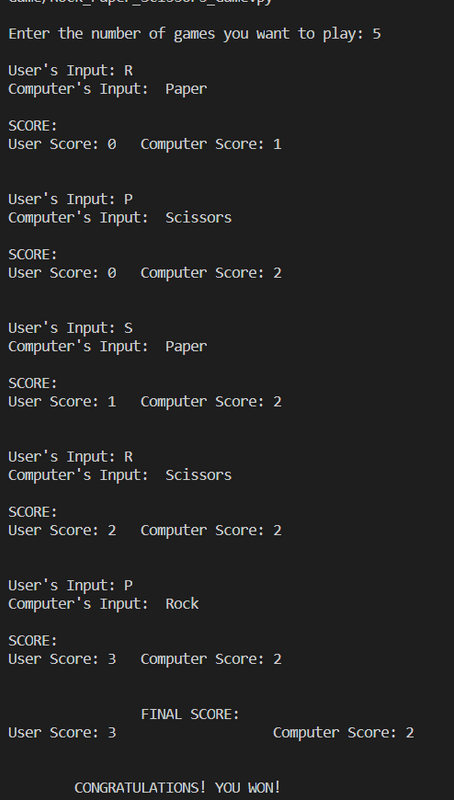 Game/Rock_Paper_Scissors_Game.py
Enter the number of games you want to play: 5
User's Input: R
Computer's Input:  Paper
SCORE:
User Score: 0   Computer Score: 1
User's Input: P
Computer's Input:  Scissors
SCORE:
User Score: 0   Computer Score: 2
User's Input: S
Computer's Input:  Paper
SCORE:
User Score: 1   Computer Score: 2
User's Input: R
Computer's Input:  Scissors
SCORE:
User Score: 2   Computer Score: 2
User's Input: P
Computer's Input:  Rock
SCORE:
User Score: 3   Computer Score: 2
FINAL SCORE:
User Score: 3                   Computer Score: 2
CONGRATULATIONS! YOU WON!